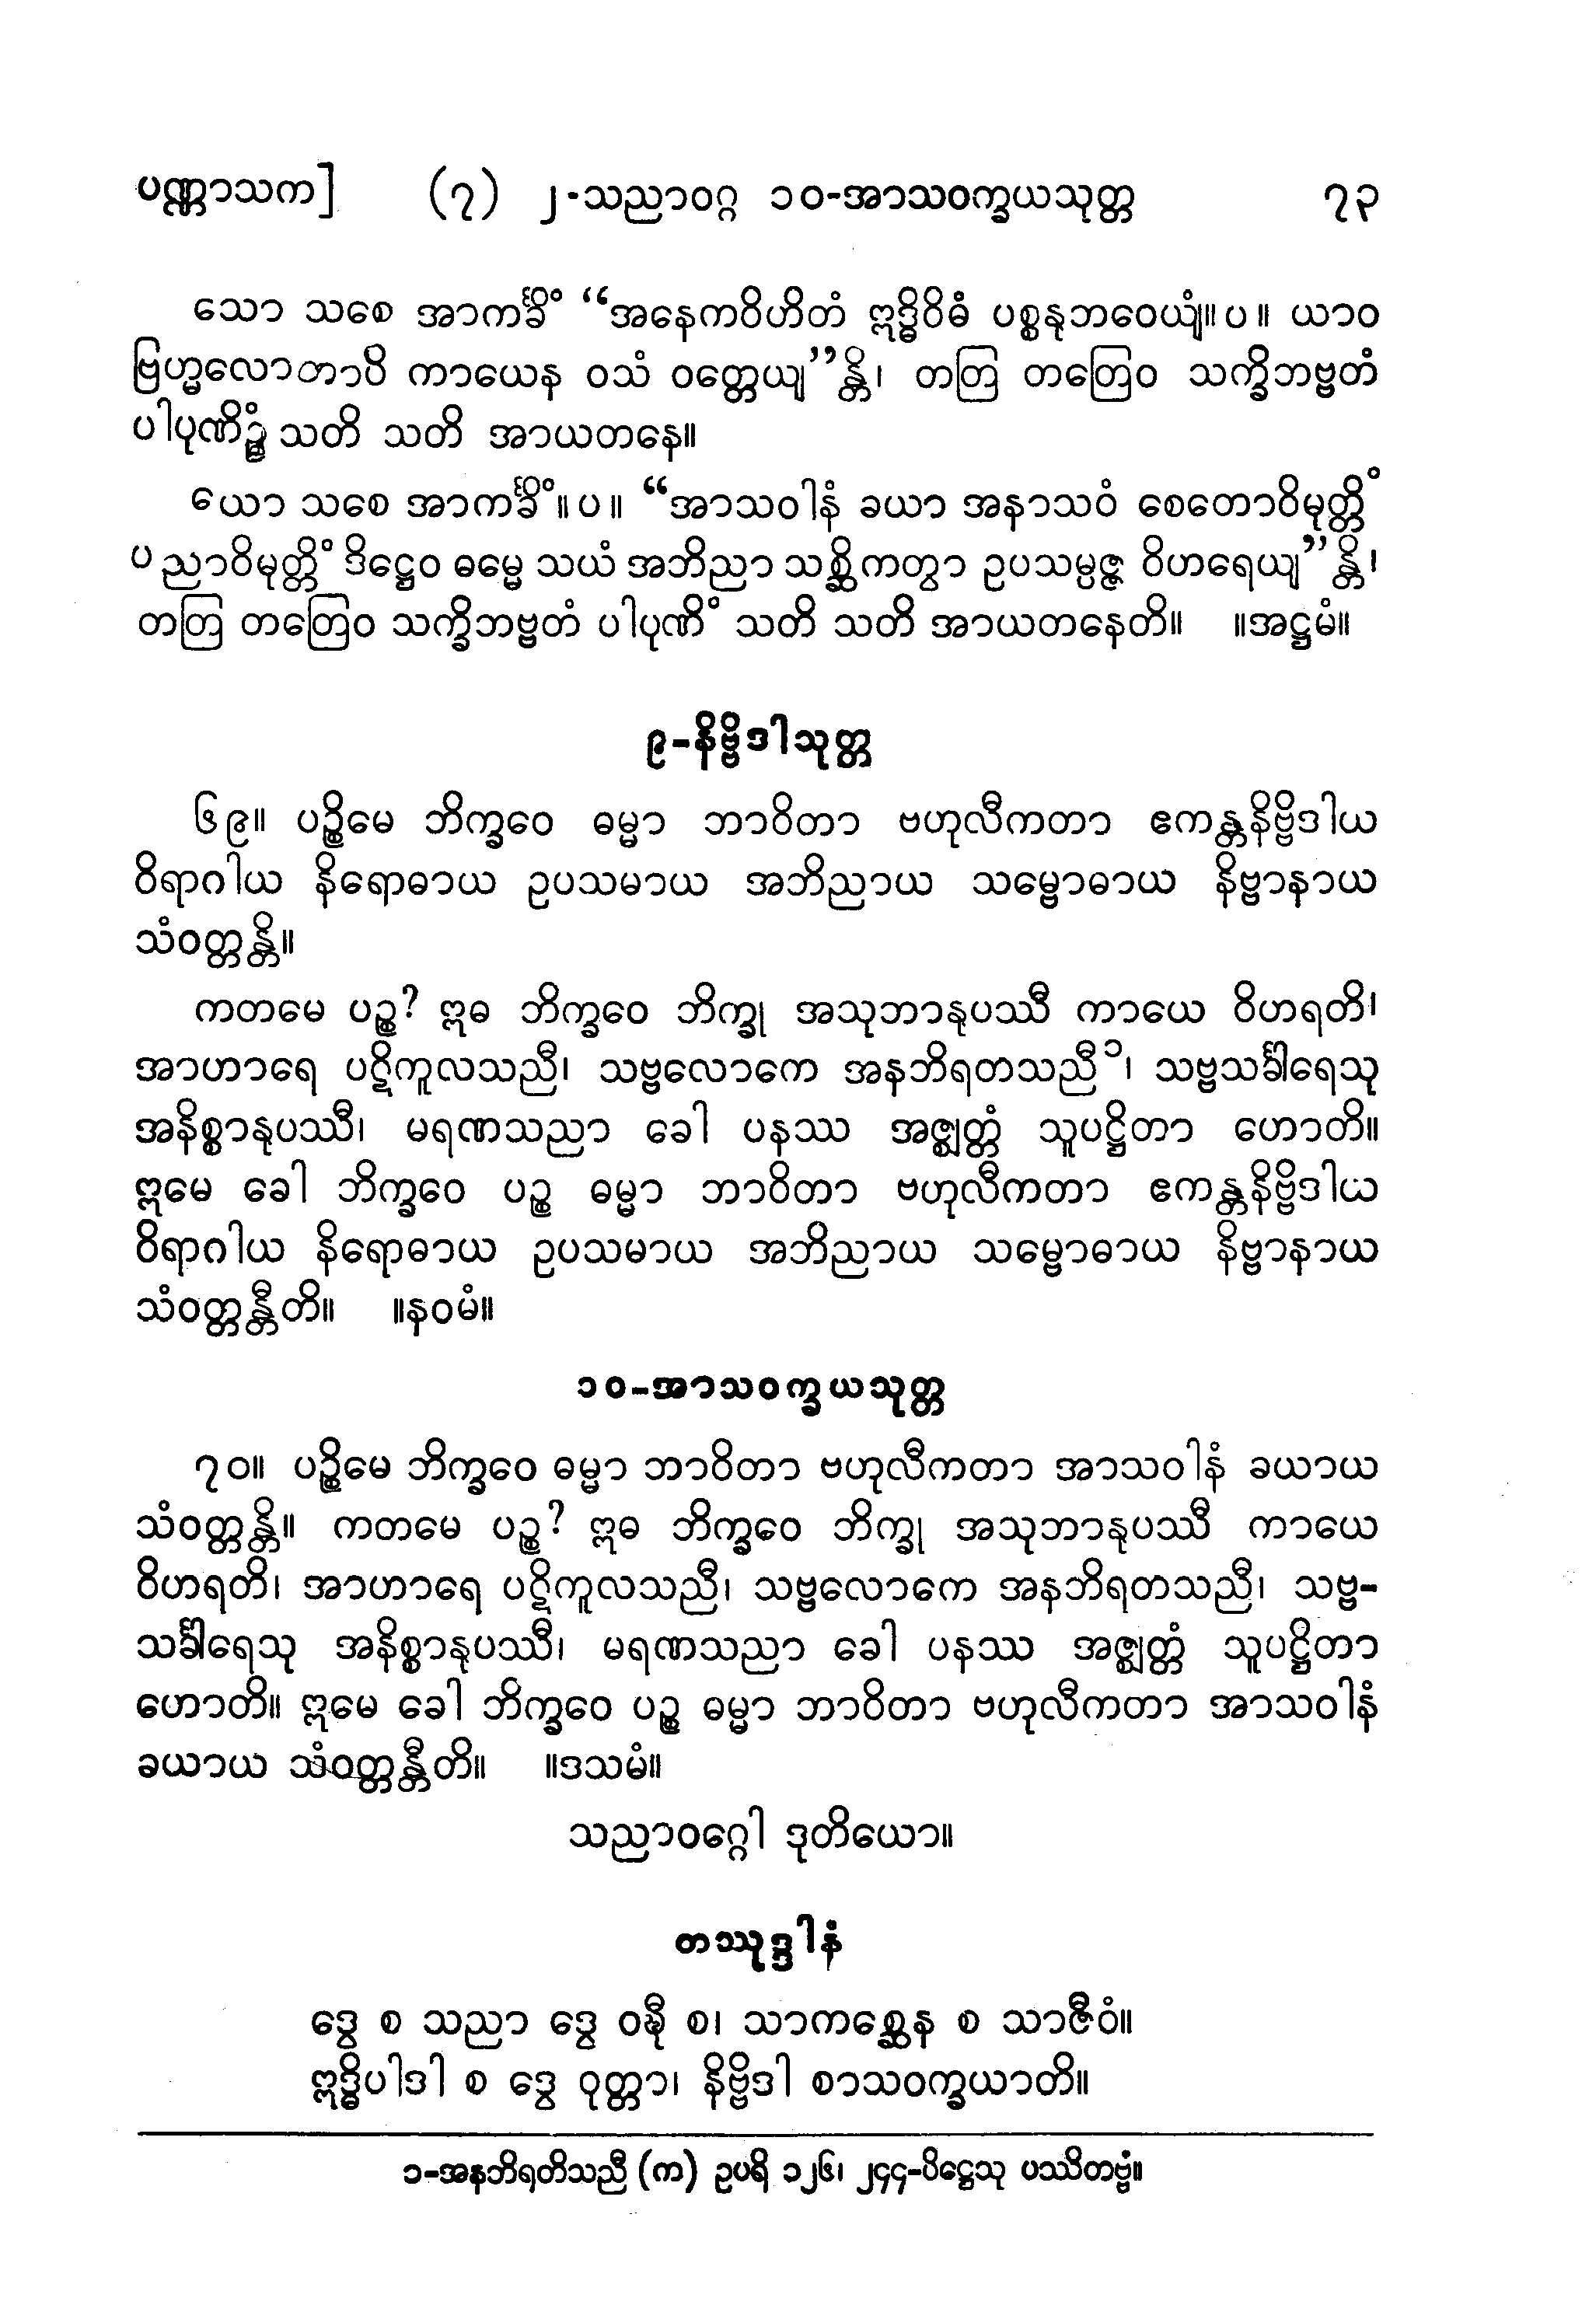 ပဏ္ဏာသက]	(၇) ၂-သညာဝဂ္ဂ ၁၀-အာသဝက္ခယသုတ္တ	၇၃
သော သစေ အာကင်္ခိံ “အနေကဝိဟိတံ ဣဒ္ဓိဝိဓံ ပစ္စနုဘဝေယျံ။ပ။ ယာဝ
ဗြဟ္မလောကာပိ ကာယေန ဝသံ ဝတ္တေယျ”န္တိ၊ တတြ တတြေဝ သက္ခိဘဗ္ဗတံ
ပါပုဏိဉ္ဇံ သတိ သတိ အာယတနေ။
ယော သစေ အာကင်္ခိံ။ပ။ “အာသဝါနံ ခယာ အနာသဝံ စေတောဝိမုတ္တိံ
ပညာဝိမုတ္တိံ ဒိဋ္ဌေဝ ဓမ္မေ သယံ အဘိညာ သစ္ဆိကတွာ ဥပသမ္ပဇ္ဇ ဝိဟရေယျ”န္တိ၊
တတြ တတြေဝ သက္ခိဘဗ္ဗတံ ပါပုဏိံ သတိ သတိ အာယတနေတိ။ ။အဋ္ဌမံ။
၉-နိဗ္ဗိဒါသုတ္တ
၆၉။ ပဉ္စိမေ ဘိက္ခဝေ ဓမ္မာ ဘာဝိတာ ဗဟုလီကတာ ဧကန္တနိဗ္ဗိဒါယ
ဝိရာဂါယ နိရောဓာယ ဥပသမာယ အဘိညာယ သမ္ဗောဓာယ နိဗ္ဗာနာယ
သံဝတ္တန္တိ။
ကတမေ ပဉ္စ? ဣဓ ဘိက္ခဝေ ဘိက္ခု အသုဘာနုပဿီ ကာယေ ဝိဟရတိ၊
အာဟာရေ ပဋိကူလသညီ၊ သဗ္ဗလောကေ အနဘိရတသညီ ၁၊ သဗ္ဗသင်္ခါရေသု
အနိစ္စာနုပဿီ၊ မရဏသညာ ခေါ ပနဿ အဇ္ဈတ္တံ သူပဋ္ဌိတာ ဟောတိ။
ဣမေ ခေါ ဘိက္ခဝေ ပဉ္စ ဓမ္မာ ဘာဝိတာ ဗဟုလီကတာ ဧကန္တနိဗ္ဗိဒါယ
ဝိရာဂါယ နိရောဓာယ ဥပသမာယ အဘိညာယ သမ္ဗောဓာယ နိဗ္ဗာနာယ
သံဝတ္တန္တီတိ။ ။နဝမံ။
၁၀-အာသဝက္ခယသုတ္တ
၇၀။ ပဉ္စိမေ ဘိက္ခဝေ ဓမ္မာ ဘာဝိတာ ဗဟုလီကတာ အာသဝါနံ ခယာယ
သံဝတ္တန္တိ။ ကတမေ ပဉ္စ? ဣဓ ဘိက္ခဝေ ဘိက္ခု အသုဘာနုပဿီ ကာယေ
ဝိဟရတိ၊ အာဟာရေ ပဋိကူလသညီ၊ သဗ္ဗလောကေ အနဘိရတသညီ၊ သဗ္ဗ-
သင်္ခါရေသု အနိစ္စာနုပဿီ၊ မရဏသညာ ခေါ ပနဿ အဇ္ဈတ္တံ သူပဋ္ဌိတာ
ဟောတိ။ ဣမေ ခေါ ဘိက္ခဝေ ပဉ္စ ဓမ္မာ ဘာဝိတာ ဗဟုလီကတာ အာသဝါနံ
ခယာယ သံဝတ္တန္တီတိ။ ။ဒသမံ။
သညာဝဂ္ဂေါ ဒုတိယော။
တဿုဒ္ဒါနံ
ဒွေ စ သညာ ဒွေ ဝဍ္ဎီ စ၊ သာကစ္ဆေန စ သာဇီဝံ။
ဣဒ္ဓိပါဒါ စ ဒွေ ဝုတ္တာ၊ နိဗ္ဗိဒါ စာသဝက္ခယာတိ။
၁-အနဘိရတိသညီ (က) ဥပရိ ၁၂၆၊ ၂၄၄-ပိဋ္ဌေသု ပဿိတဗ္ဗံ။